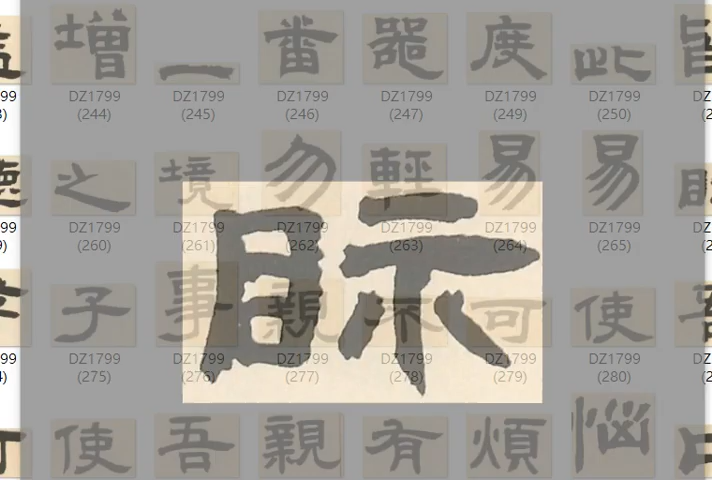 增 一 番 器 度 此
DZ1799 DZ1799 DZ1799 DZ1799 DZ1799 DZ1799
(244) (245) (246) (247) (249) (250)
之 境 勿 輕 易 易
DZ1799 DZ1799 DZ1799 DZ1799 DZ1799 DZ1799
(260) (261) (262) (263) (264) (265)
眎
子 事 親 不 可 使
DZ1799 DZ1799 DZ1799 DZ1799 DZ1799 DZ1799
(275) (276) (277) (278) (279) (280)
使 吾 親 有 煩 惱